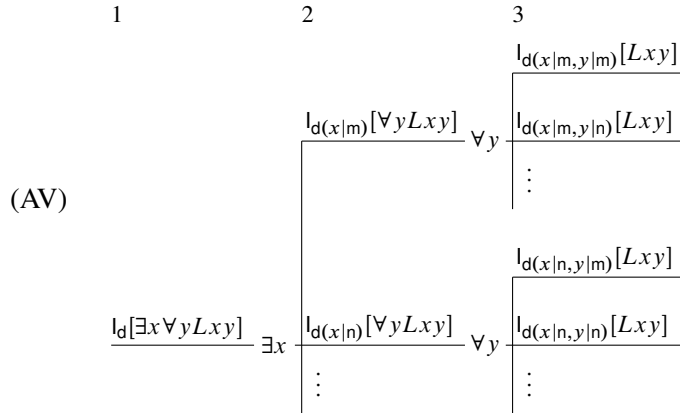 1 2 3
I_d(x|m,y|m)[Lxy]
I_d(x|m)[∀yLxy] ∀y I_d(x|m,y|n)[Lxy]
⋮
(AV)
I_d(x|n,y|m)[Lxy]
I_d[∃x∀yLxy] ∃x I_d(x|n)[∀yLxy] ∀y I_d(x|n,y|n)[Lxy]
⋮ ⋮